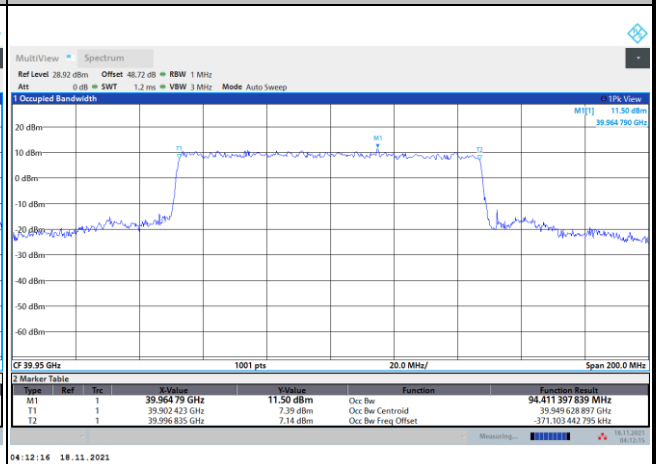 MultiView Spectrum
Ref Level 28.92 dBm Offset 48.72 dB RBW 1 MHz
Att 0 dB SWT 1.2 ms VBW 3 MHz Mode Auto Sweep
1 Occupied Bandwidth 1Pk View
M1[1] 11.50 dBm
39.964 790 GHz
20 dBm
M1
T1
T2
10 dBm
0 dBm
-10 dBm
-20 dBm
-30 dBm
-40 dBm
-50 dBm
-60 dBm
CF 39.95 GHz 1001 pts 20.0 MHz/ Span 200.0 MHz
2 Marker Table
Type Ref Trc X-Value Y-Value Function Function Result
M1 1 39.964 79 GHz 11.50 dBm Occ Bw 94.411 397 839 MHz
T1 1 39.902 423 GHz 7.39 dBm Occ Bw Centroid 39.949 628 897 GHz
T2 1 39.996 835 GHz 7.14 dBm Occ Bw Freq Offset -371.103 442 795 kHz
Measuring... 18.11.2021
04:12:15
04:12:16 18.11.2021